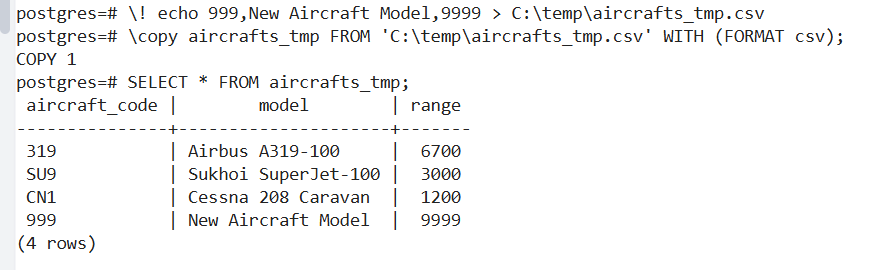 postgres=# \! echo 999,New Aircraft Model,9999 > C:\temp\aircrafts_tmp.csv
postgres=# \copy aircrafts_tmp FROM 'C:\temp\aircrafts_tmp.csv' WITH (FORMAT csv);
COPY 1
postgres=# SELECT * FROM aircrafts_tmp;
 aircraft_code |        model        | range
---------------+---------------------+-------
 319           | Airbus A319-100     |  6700
 SU9           | Sukhoi SuperJet-100 |  3000
 CN1           | Cessna 208 Caravan  |  1200
 999           | New Aircraft Model  |  9999
(4 rows)